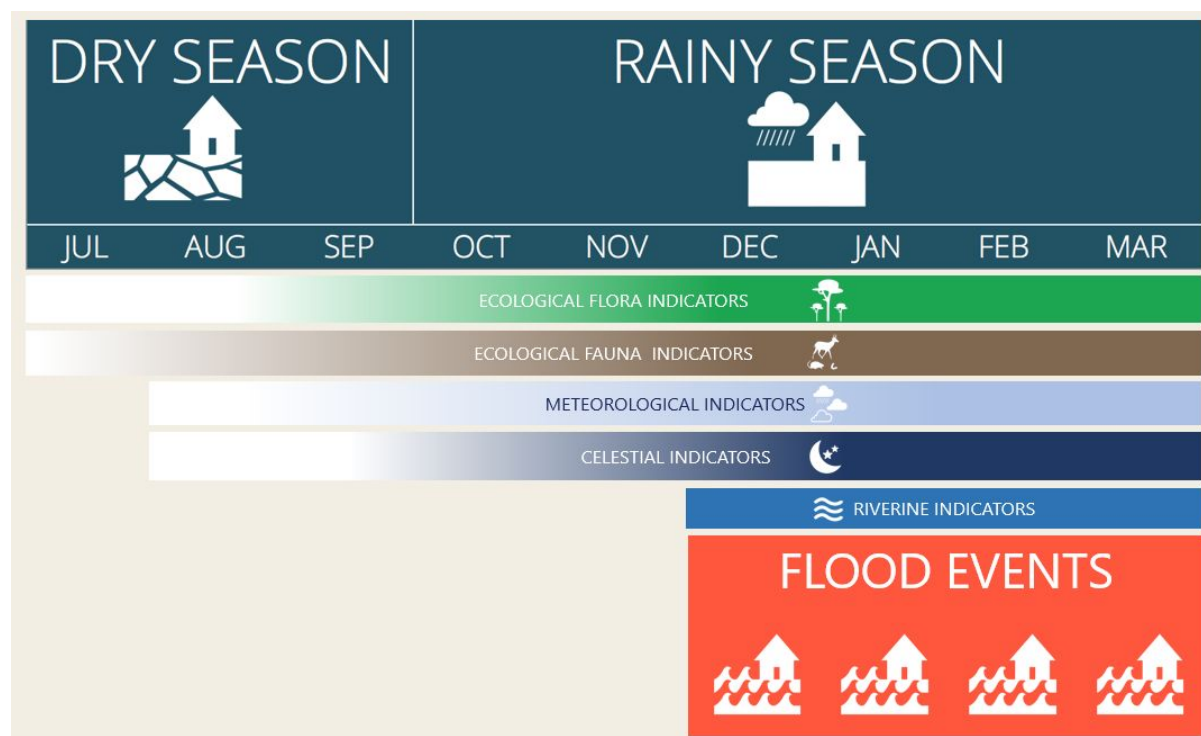 DRY SEASON
RAINY SEASON
JUL AUG SEP OCT NOV DEC JAN FEB MAR
ECOLOGICAL FLORA INDICATORS
ECOLOGICAL FAUNA INDICATORS
METEOROLOGICAL INDICATORS
CELESTIAL INDICATORS
RIVERINE INDICATORS
FLOOD EVENTS